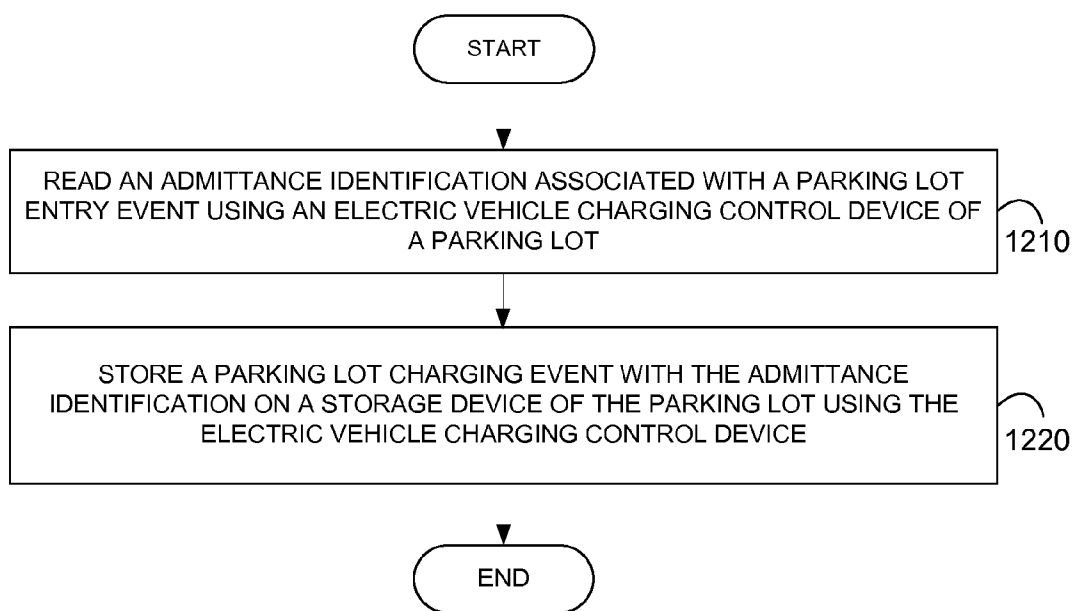 START
READ AN ADMITTANCE IDENTIFICATION ASSOCIATED WITH A PARKING LOT
ENTRY EVENT USING AN ELECTRIC VEHICLE CHARGING CONTROL DEVICE OF
A PARKING LOT
1210
STORE A PARKING LOT CHARGING EVENT WITH THE ADMITTANCE
IDENTIFICATION ON A STORAGE DEVICE OF THE PARKING LOT USING THE
ELECTRIC VEHICLE CHARGING CONTROL DEVICE
1220
END